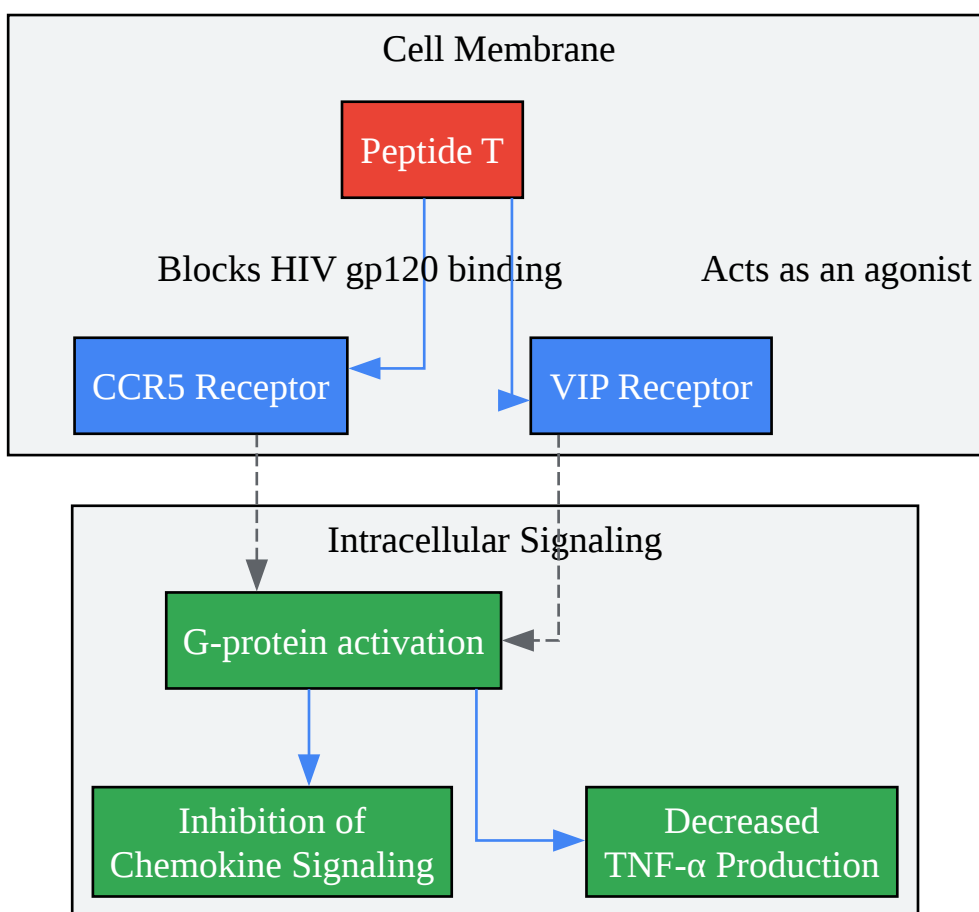 Cell Membrane
Peptide T
Blocks HIV gp120 binding
Acts as an agonist
CCR5 Receptor
VIP Receptor
Intracellular Signaling
G-protein activation
Inhibition of
Chemokine Signaling
Decreased
TNF-α Production